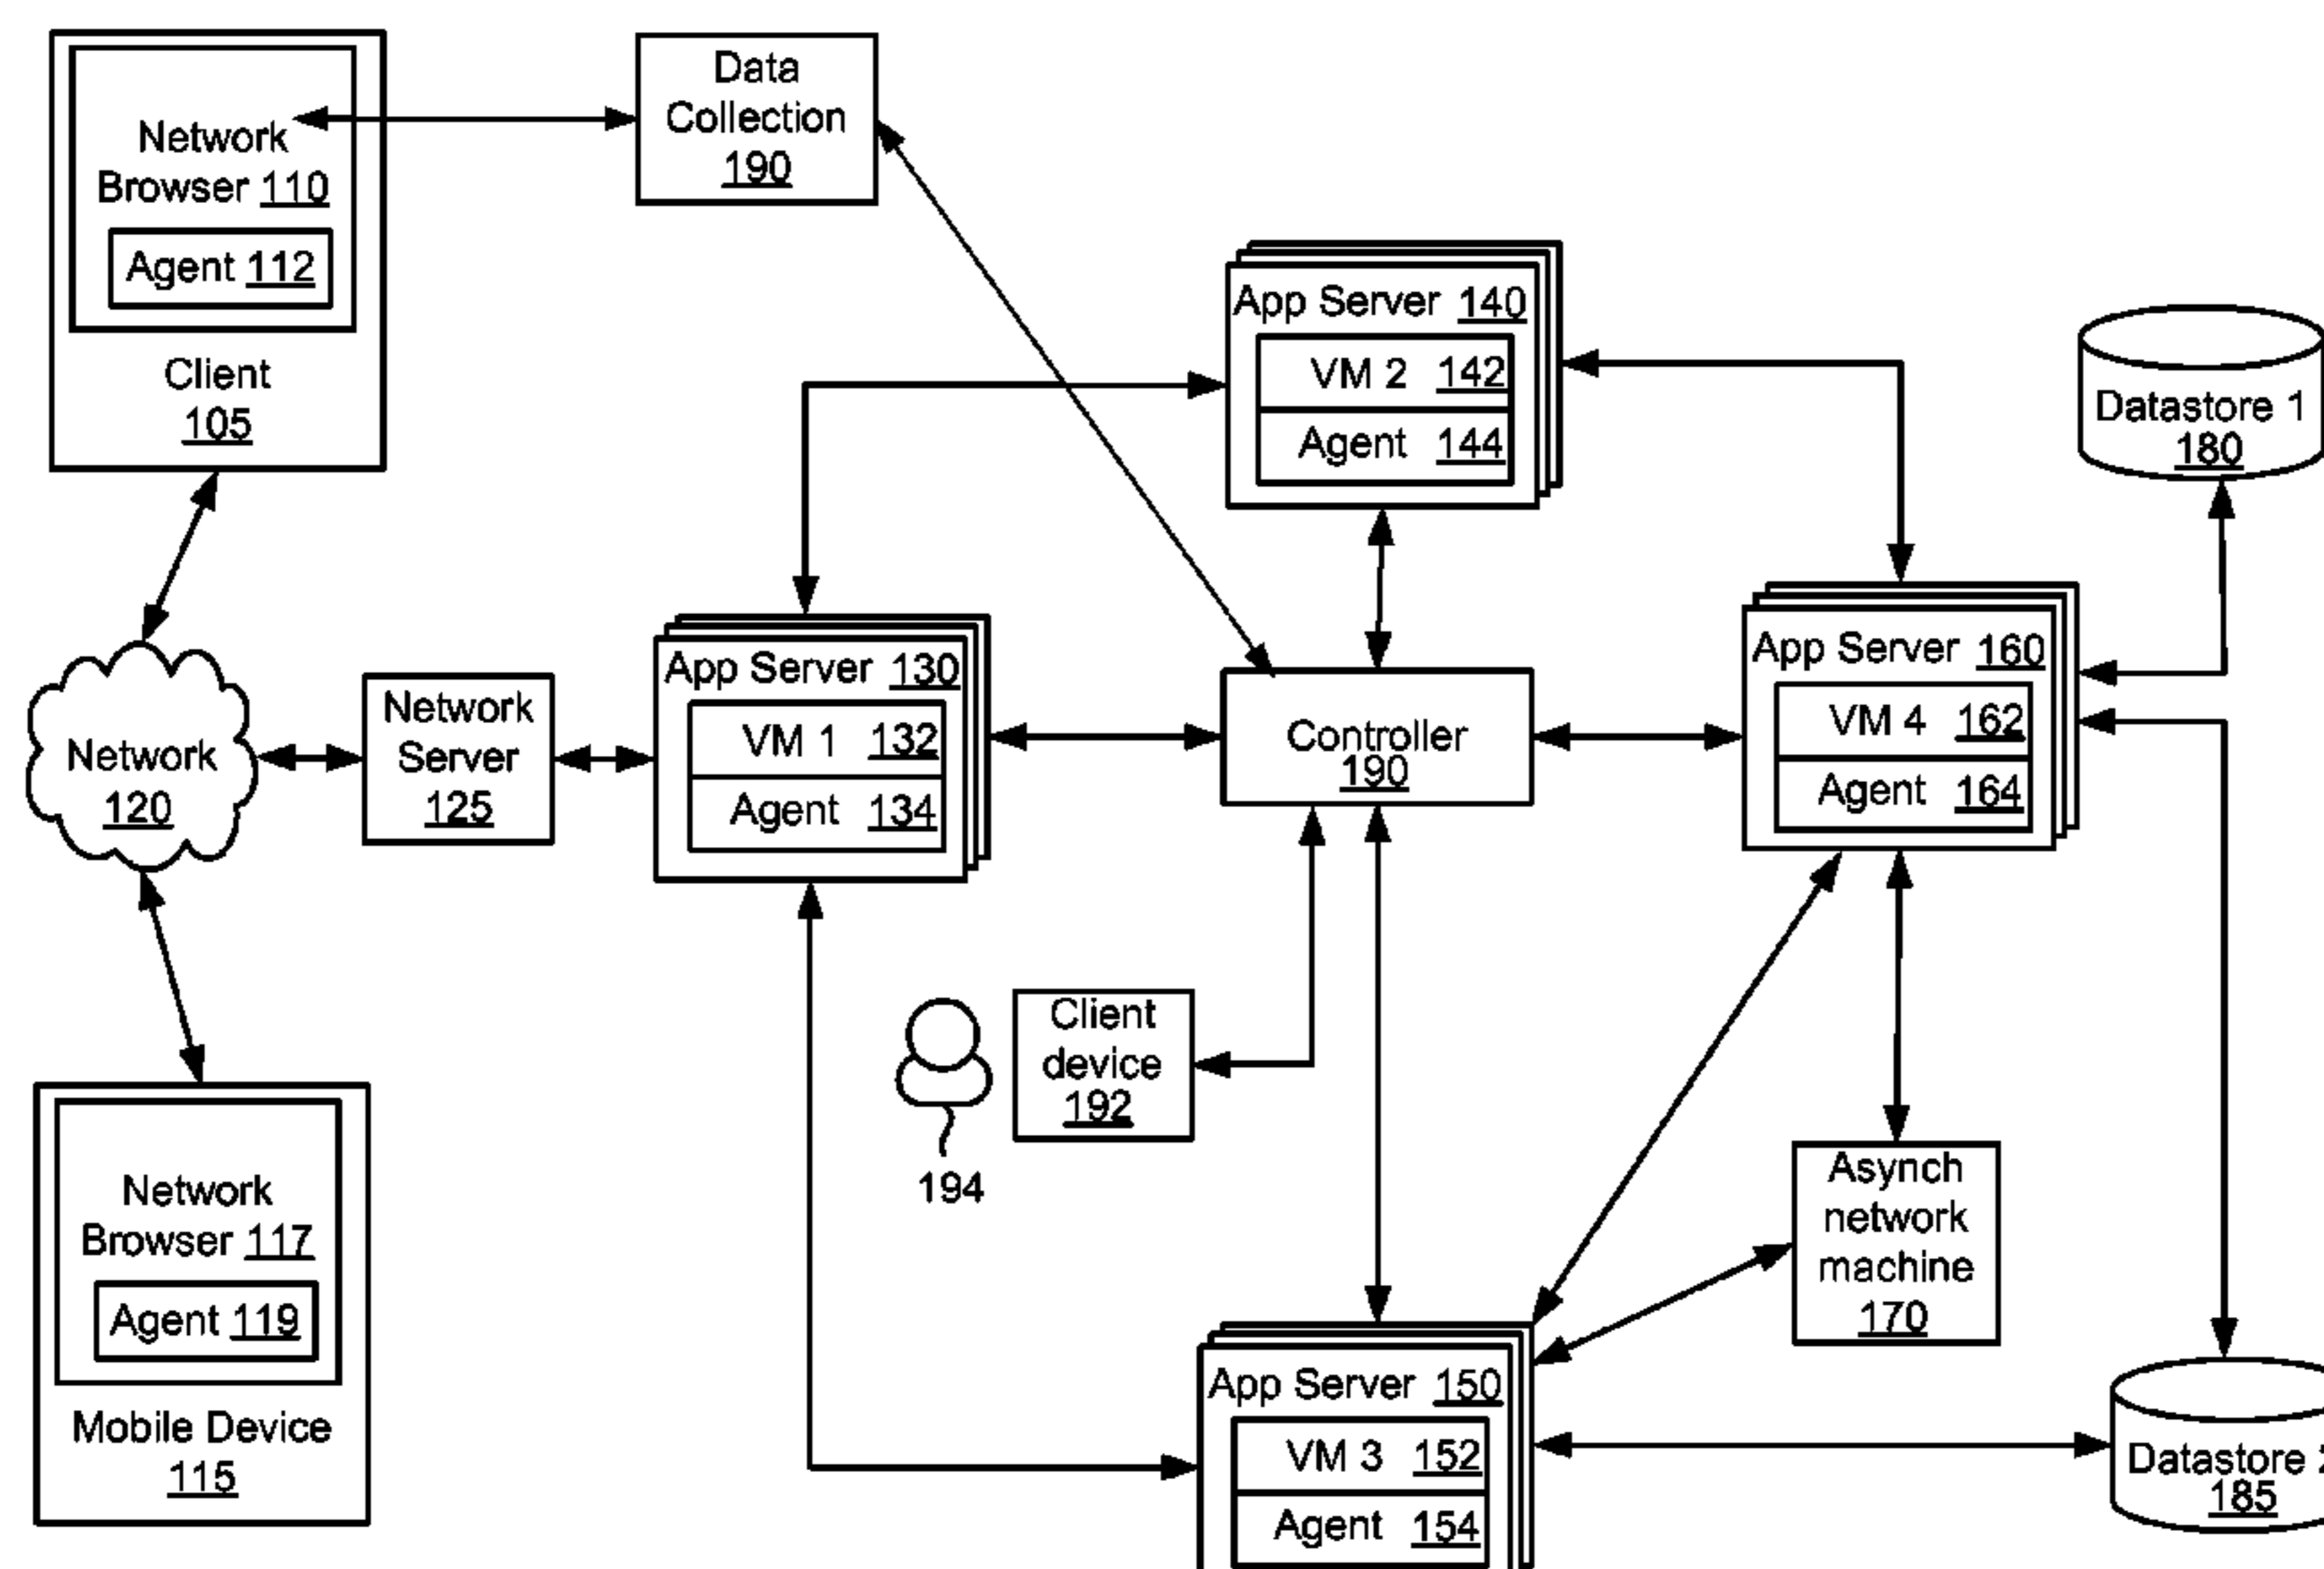 Network
Browser 110
Agent 112
Client
105
Data
Collection
190
App Server 140
VM 2 142
Agent 144
Datastore 1
180
Network
120
Network
Server
125
App Server 130
VM 1 132
Agent 134
Controller
190
App Server 160
VM 4 162
Agent 164
Client
device
192
194
Asynch
network
machine
170
Network
Browser 117
Agent 119
Mobile Device
115
App Server 150
VM 3 152
Agent 154
Datastore 2
185